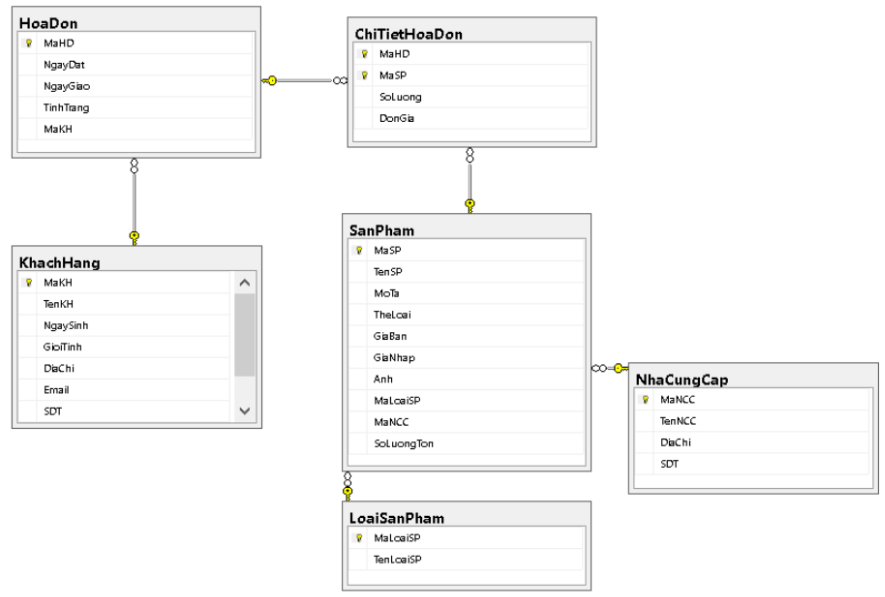 HoaDon
MaHD
NgayDat
NgayGiao
TinhTrang
MaKH
ChiTietHoaDon
MaHD
MaSP
SoLuong
DonGia
KhachHang
MaKH
TenKH
NgaySinh
GioiTinh
DiaChi
Email
SDT
SanPham
MaSP
TenSP
MoTa
TheLoai
GiaBan
GiaNhap
Anh
MaLoaiSP
MaNCC
SoLuongTon
NhaCungCap
MaNCC
TenNCC
DiaChi
SDT
LoaiSanPham
MaLoaiSP
TenLoaiSP